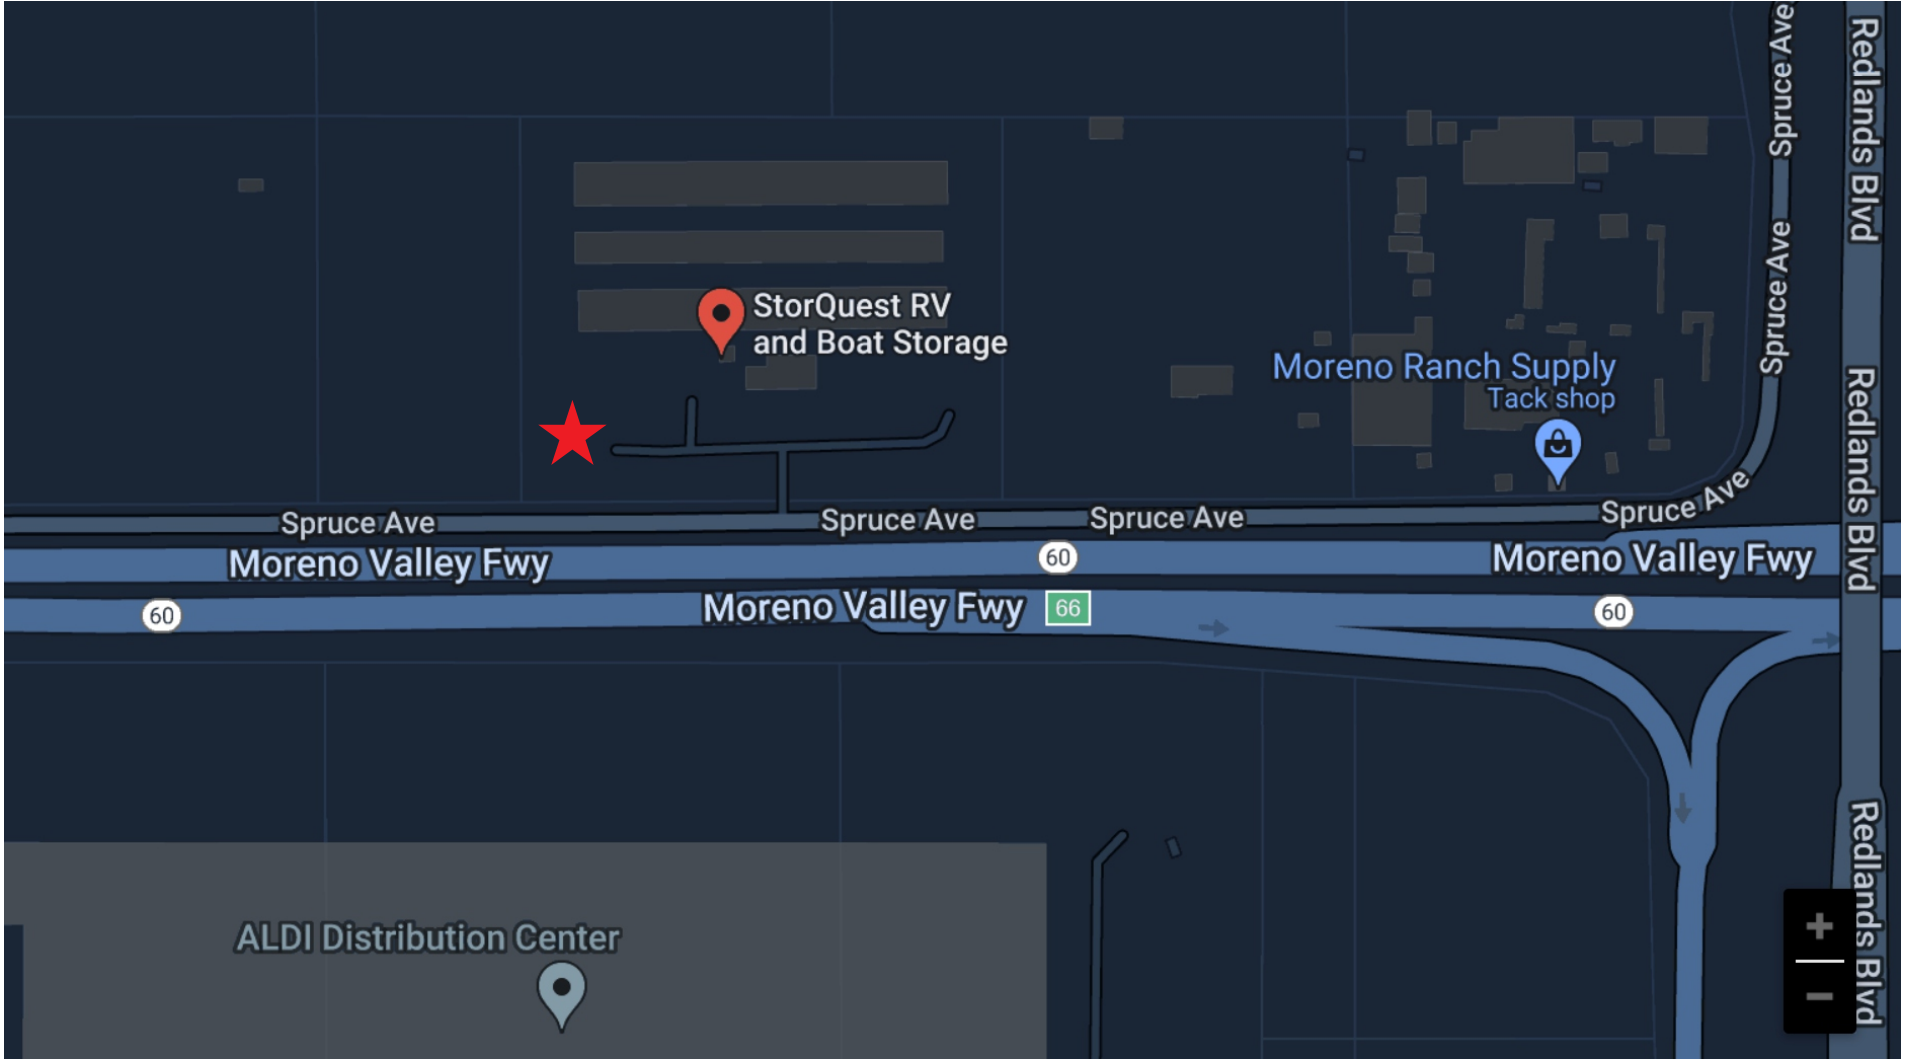 Spruce Ave
Redlands Blvd
Spruce Ave
StorQuest RV
and Boat Storage
Moreno Ranch Supply
Tack shop
Redlands Blvd
Spruce Ave
Spruce Ave
Spruce Ave
Spruce Ave
Moreno Valley Fwy
60
Moreno Valley Fwy
60
Moreno Valley Fwy
66
60
Redlands Blvd
ALDI Distribution Center
+
−